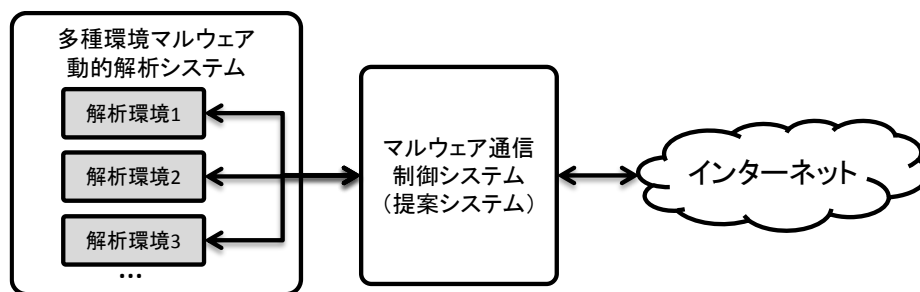 多種環境マルウェア
動的解析システム
解析環境1
解析環境2
解析環境3
…
マルウェア通信
制御システム
（提案システム）
インターネット